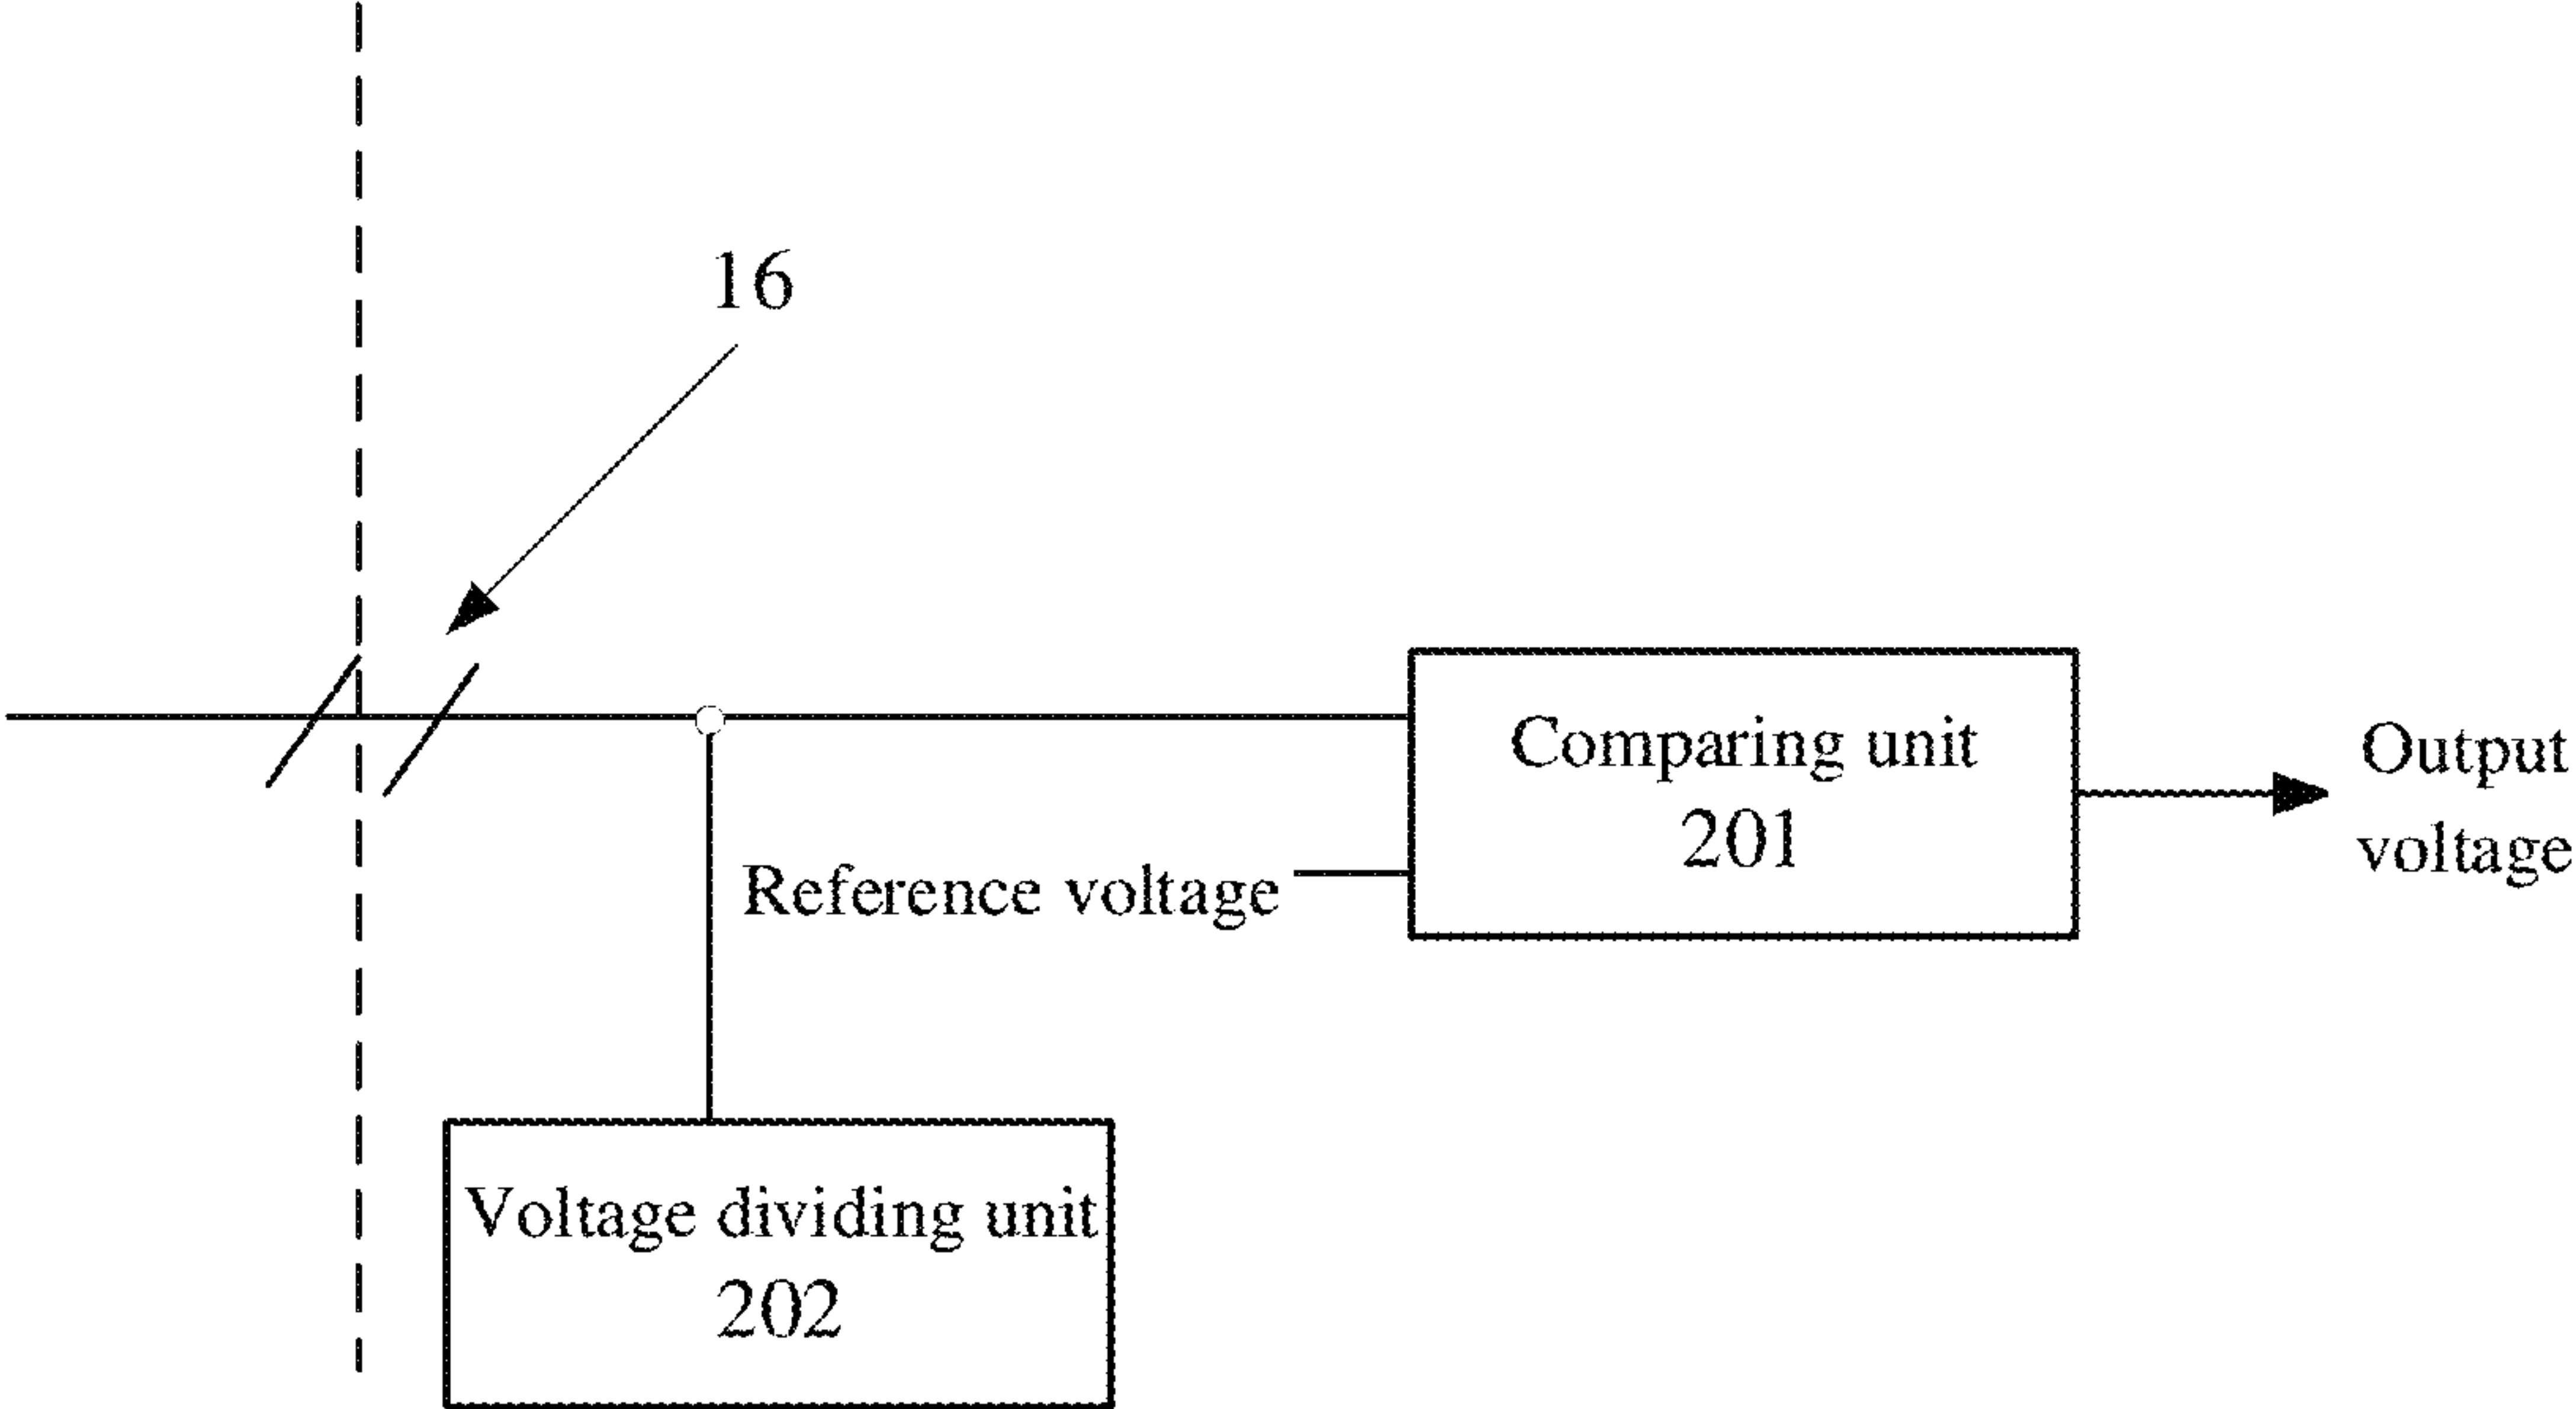 16
Comparing unit
201
Output
voltage
Reference voltage
Voltage dividing unit
202